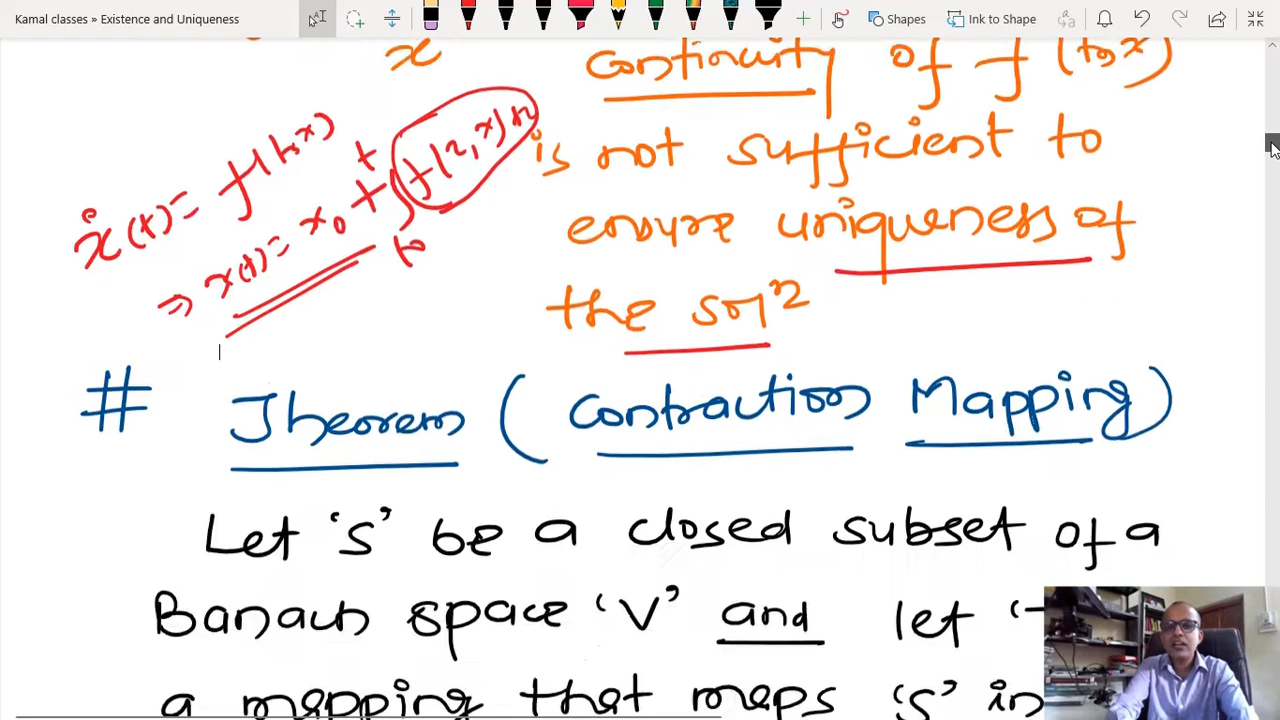 Kamal classes » Existence and Uniqueness
Shapes
Ink to Shape
continuity of f(t,x)
is not sufficient to
ensure uniqueness of
the solⁿ
ẋ(t) = f(t,x)
⇒ x(t) = x₀ + ∫
t
t₀
# Theorem (Contraction Mapping)
Let 's' be a closed subset of a
Banach space 'V' and let
a mapping that maps 's' in